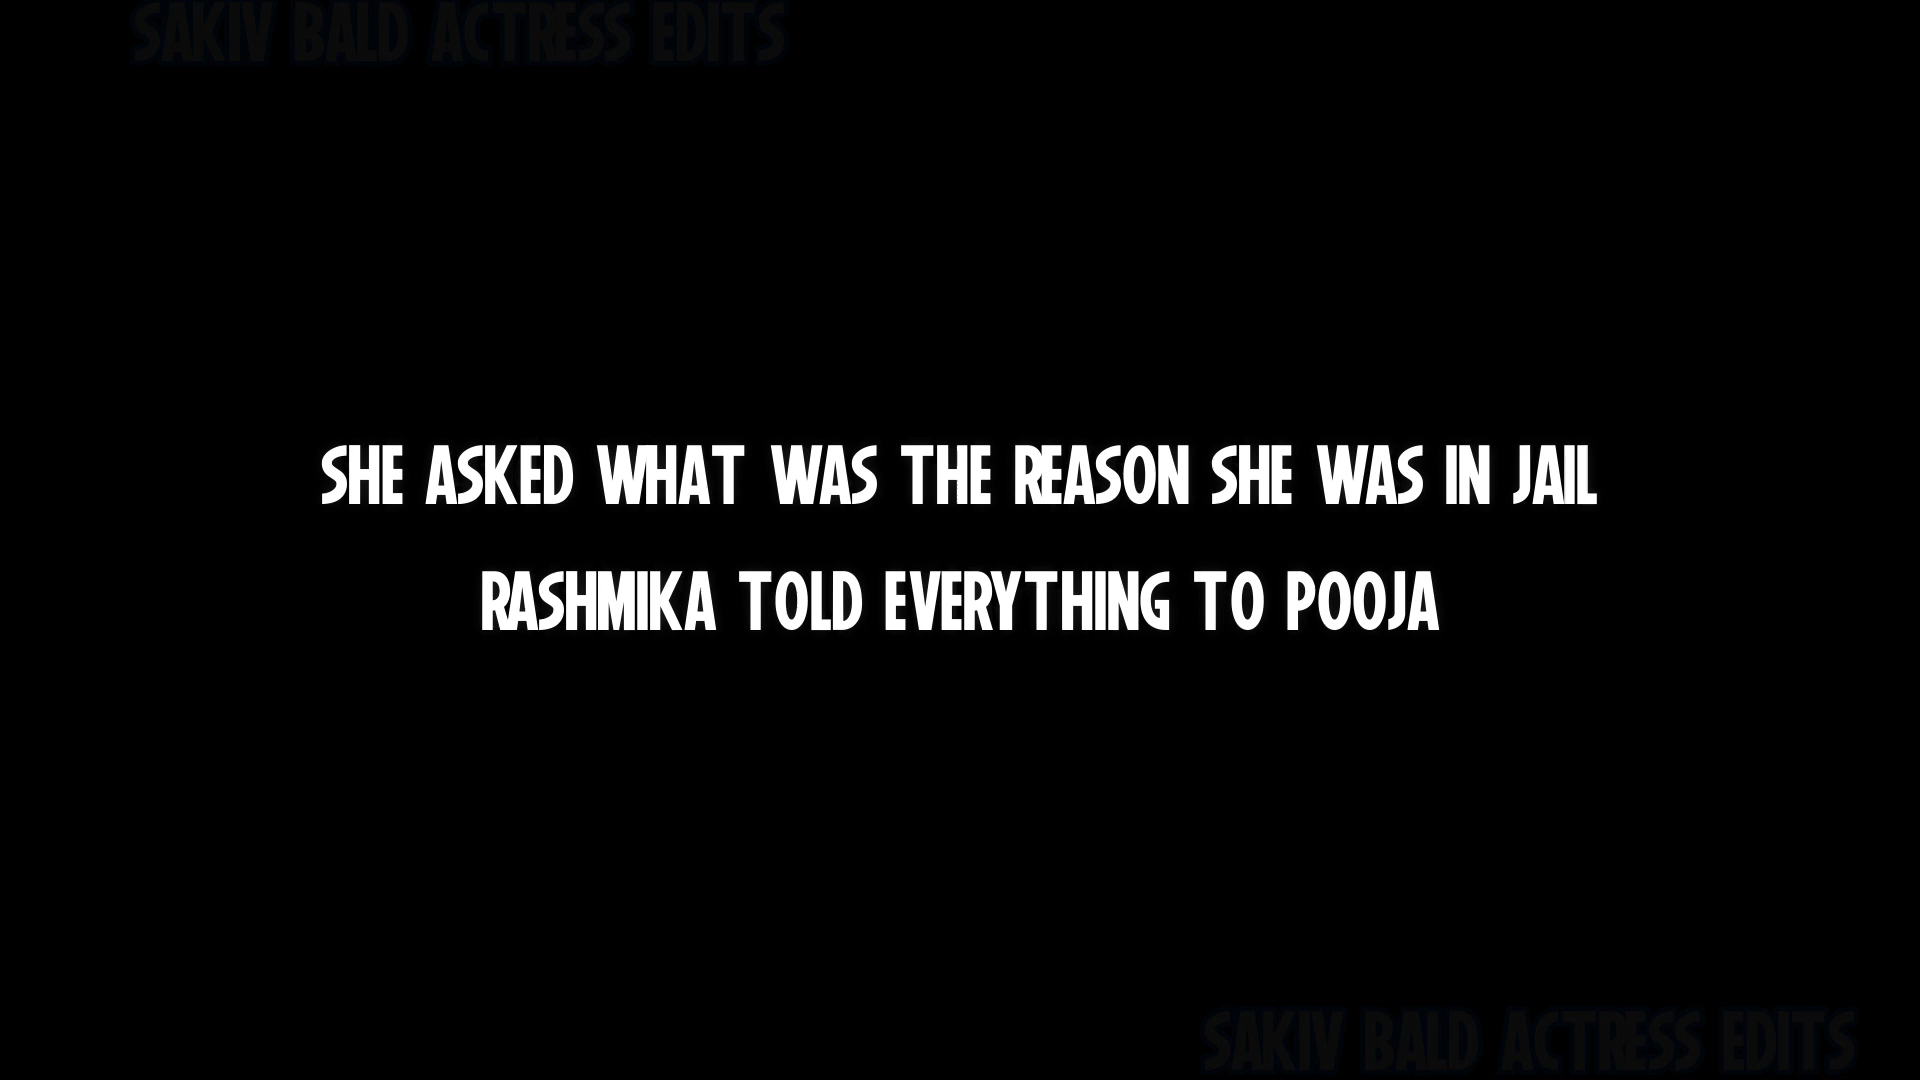 SAKIV BALD ACTRESS EDITS
SHE ASKED WHAT WAS THE REASON SHE WAS IN JAIL
RASHMIKA TOLD EVERYTHING TO POOJA
SAKIV BALD ACTRESS EDITS